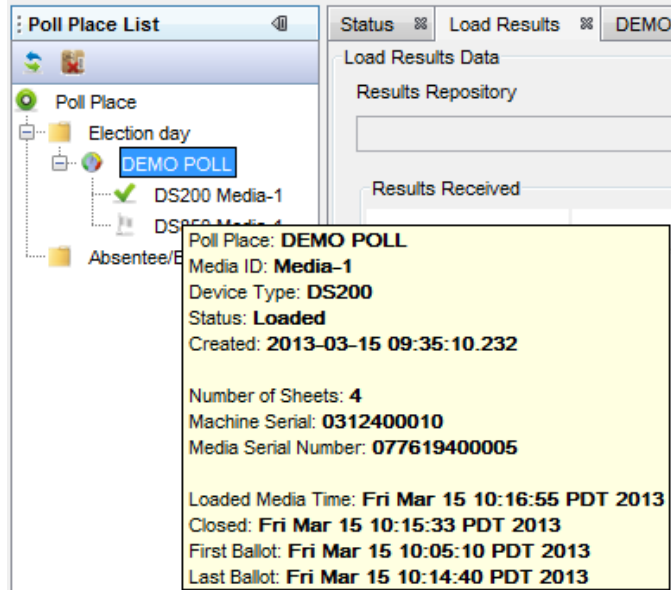 Poll Place List
Status Load Results DEMO
Load Results Data
Results Repository
Results Received
Poll Place
Election day
DEMO POLL
DS200 Media-1
DS850 Media-1
Absentee/E
Poll Place: DEMO POLL
Media ID: Media-1
Device Type: DS200
Status: Loaded
Created: 2013-03-15 09:35:10.232
Number of Sheets: 4
Machine Serial: 0312400010
Media Serial Number: 077619400005
Loaded Media Time: Fri Mar 15 10:16:55 PDT 2013
Closed: Fri Mar 15 10:15:33 PDT 2013
First Ballot: Fri Mar 15 10:05:10 PDT 2013
Last Ballot: Fri Mar 15 10:14:40 PDT 2013